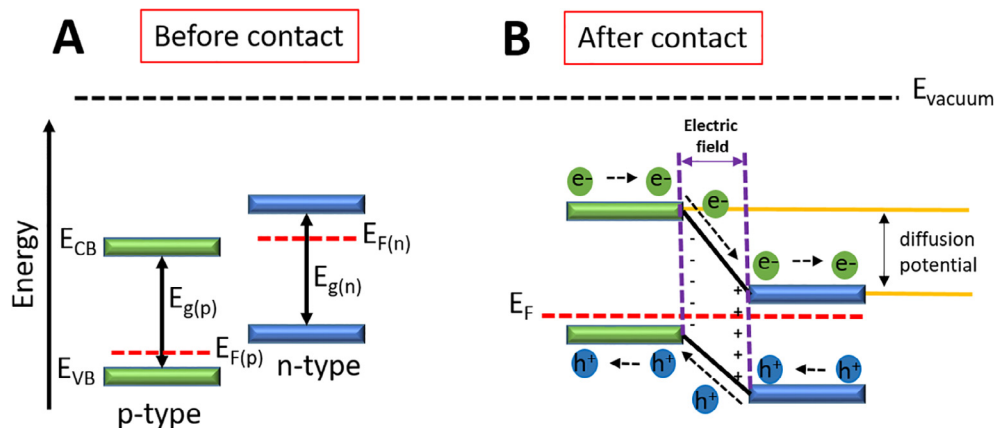 A
Before contact
B
After contact
E_vacuum
Energy
E_CB
E_g(p)
E_F(p)
E_VB
p-type
E_F(n)
E_g(n)
n-type
Electric
field
e-
e-
e-
e-
e-
diffusion
potential
E_F
-
-
-
-
-
-
+
+
+
+
+
h+
h+
h+
h+
h+